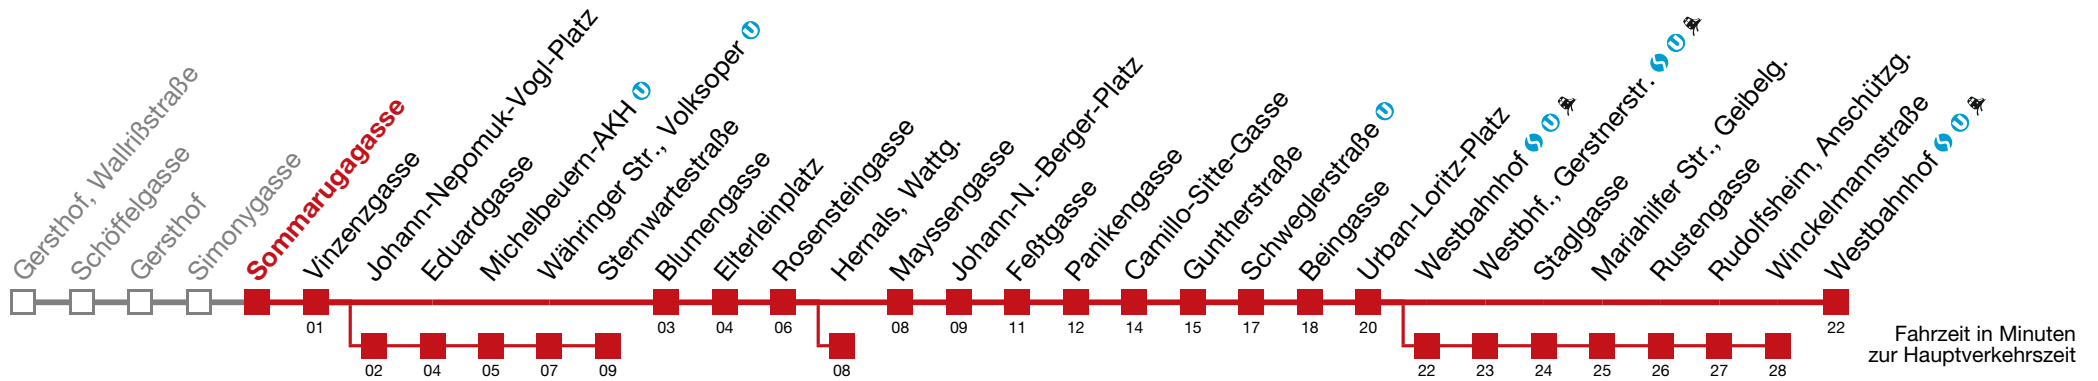 Gersthof, Wallrißstraße
Schöffelgasse
Gersthof
Simonygasse
Sommarugagasse
Vinzenzgasse
Johann-Nepomuk-Vogl-Platz
Eduardgasse
Michelbeuern-AKH U
Währinger Str., Volksoper U
Sternwartestraße
Blumengasse
Elterleinplatz
Rosensteingasse
Hernals, Wattg.
Mayssengasse
Johann-N.-Berger-Platz
Feßtgasse
Panikengasse
Camillo-Sitte-Gasse
Guntherstraße
Schweglerstraße U
Beingasse
Urban-Loritz-Platz
Westbahnhof S U
Westbhf., Gerstnerstr. S U
Staglgasse
Mariahilfer Str., Geibelg.
Rustengasse
Rudolfsheim, Anschützg.
Winckelmannstraße
Westbahnhof S U
01 03 04 06 08 09 11 12 14 15 17 18 20 22
02 04 05 07 09 08 22 23 24 25 26 27 28
Fahrzeit in Minuten
zur Hauptverkehrszeit